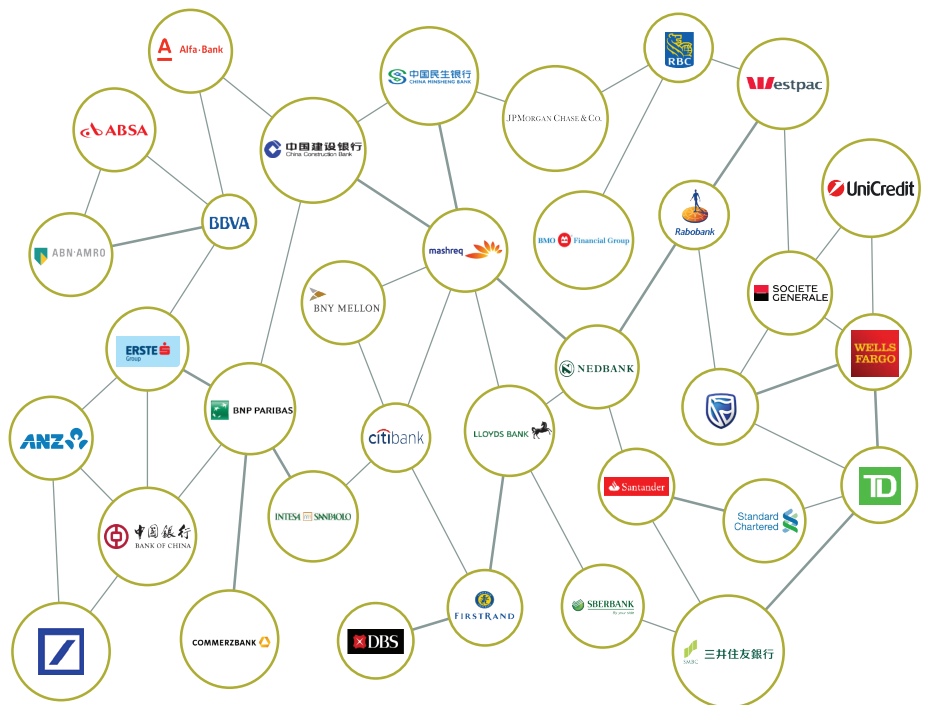 Alfa·Bank
中国民生银行
CHINA MINSHENG BANK
RBC
Westpac
JPMORGAN CHASE & CO.
ABSA
中国建设银行
China Construction Bank
UniCredit
BBVA
Rabobank
ABN·AMRO
mashreq
BMO Financial Group
BNY MELLON
SOCIETE
GENERALE
ERSTE
Group
NEDBANK
WELLS
FARGO
BNP PARIBAS
ANZ
citibank
LLOYDS BANK
Santander
TD
INTESA SANPAOLO
Standard
Chartered
中國銀行
BANK OF CHINA
FIRSTRAND
SBERBANK
COMMERZBANK
DBS
SMBC
三井住友銀行